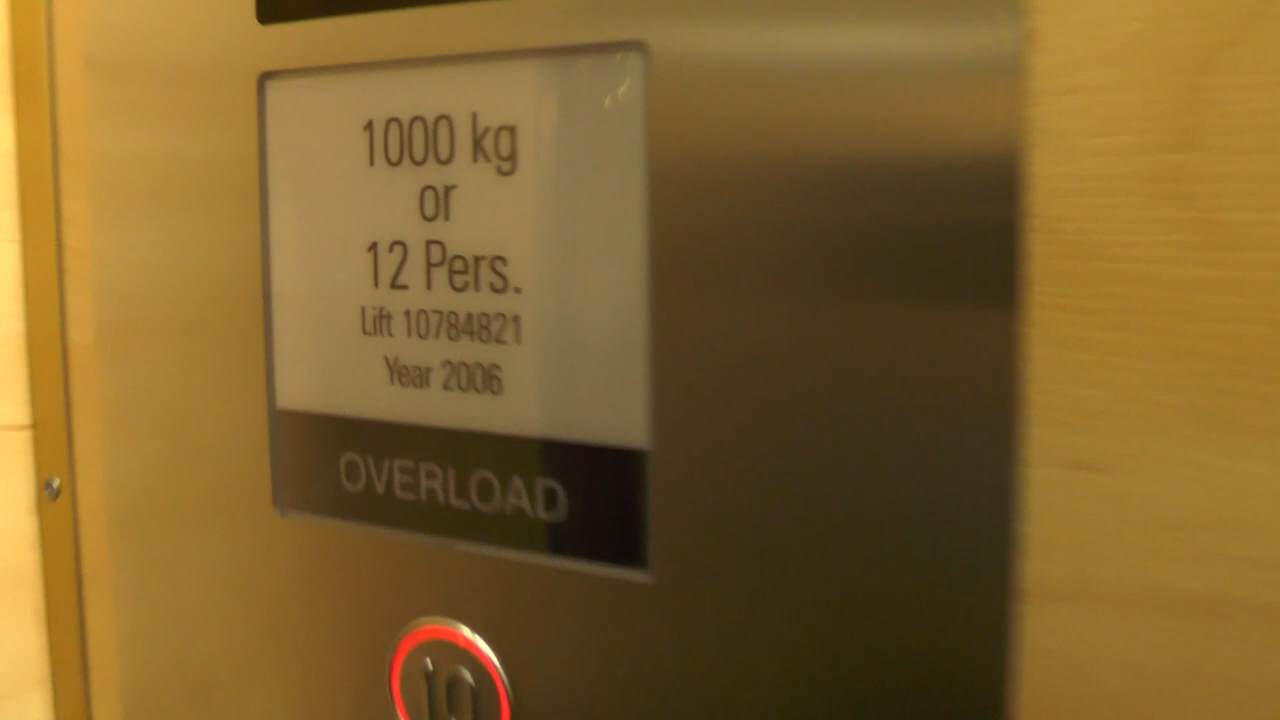 1000 kg
or
12 Pers.
Lift 10784821
Year 2006
OVERLOAD